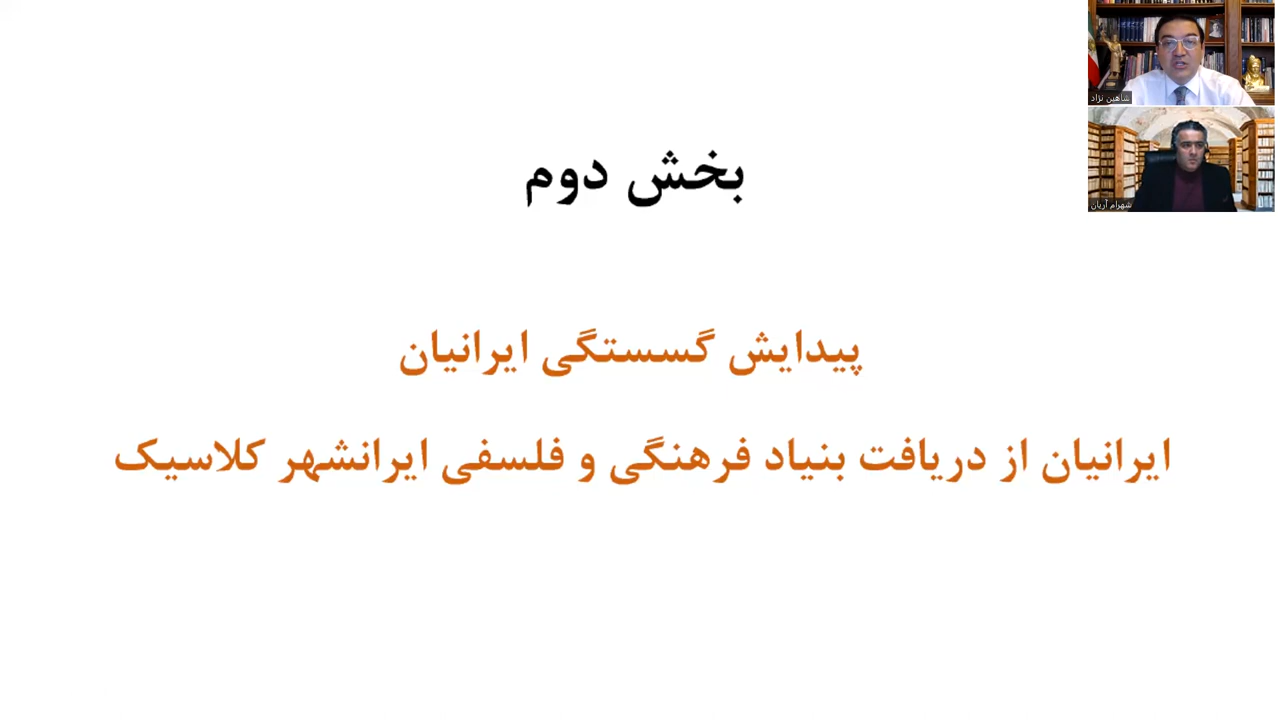 بخش دوم
پیدایش گسستگی ایرانیان
ایرانیان از دریافت بنیاد فرهنگی و فلسفی ایرانشهر کلاسیک
شاهین نژاد
شهرام آریان